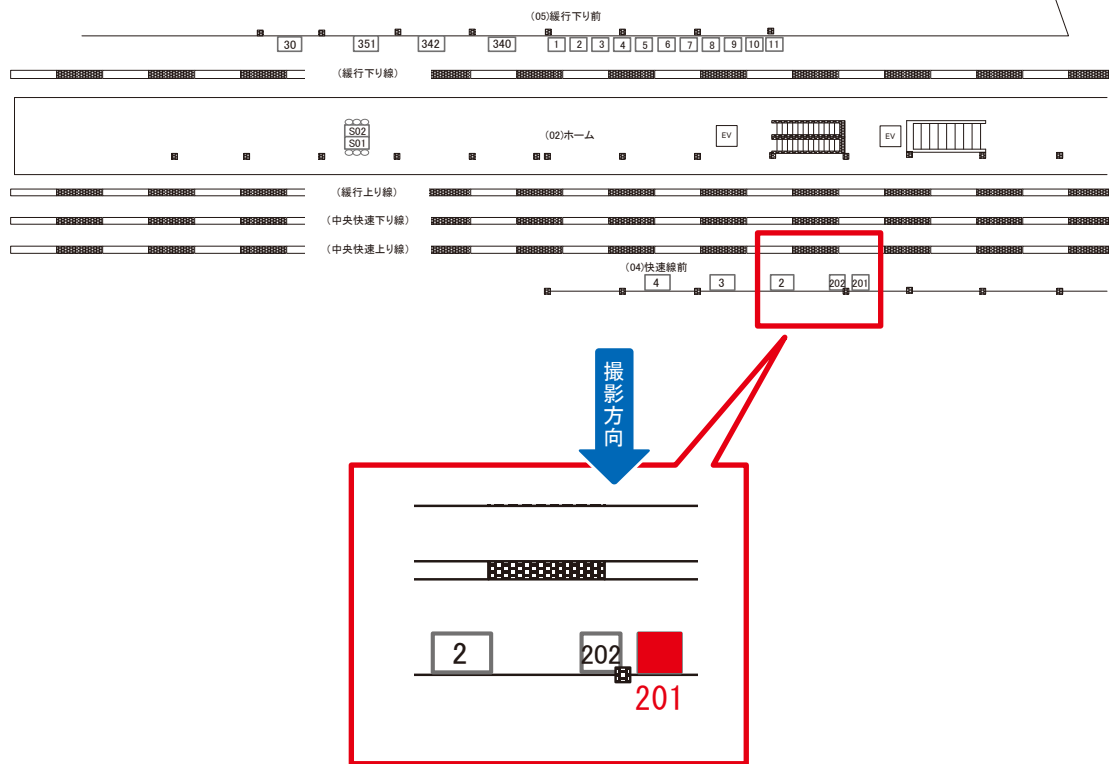 (05)緩行下り前
30 351 342 340 1 2 3 4 5 6 7 8 9 10 11
(緩行下り線)
S02
S01
(02)ホーム
EV
EV
(緩行上り線)
(中央快速下り線)
(中央快速上り線)
(04)快速線前
4 3 2 202 201
撮影方向
2 202
201